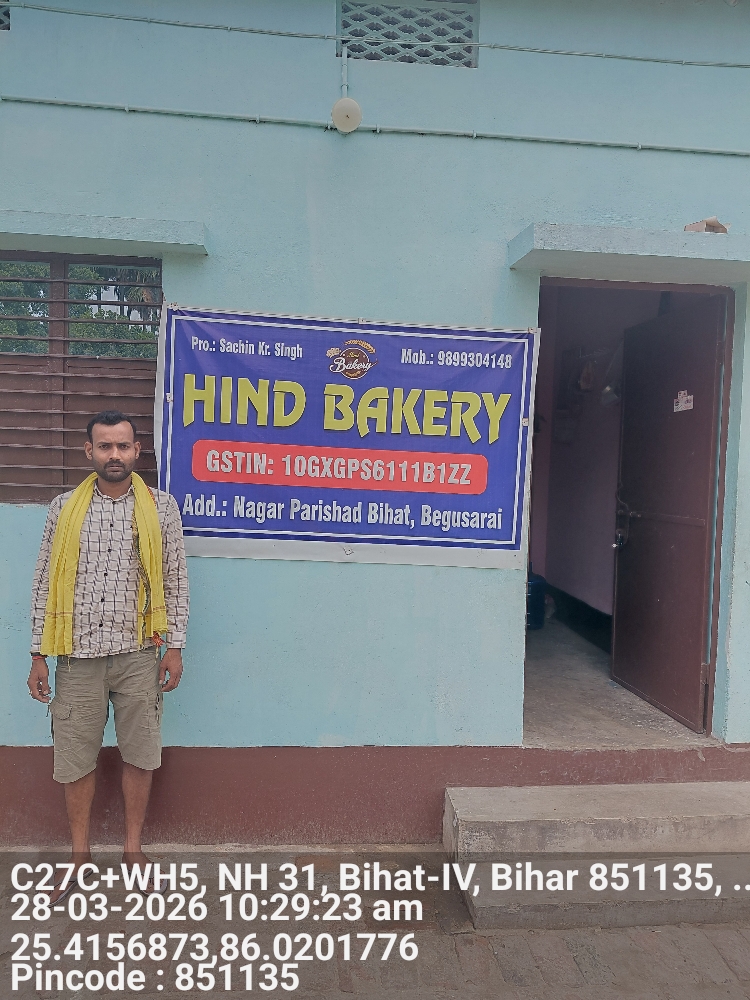 Pro.: Sachin Kr. Singh
Bakery
Mob.: 9899304148
HIND BAKERY
GSTIN: 10GXGPS6111B1ZZ
Add.: Nagar Parishad Bihat, Begusarai
C27C+WH5, NH 31, Bihat-IV, Bihar 851135, ...
28-03-2026 10:29:23 am
25.4156873,86.0201776
Pincode : 851135